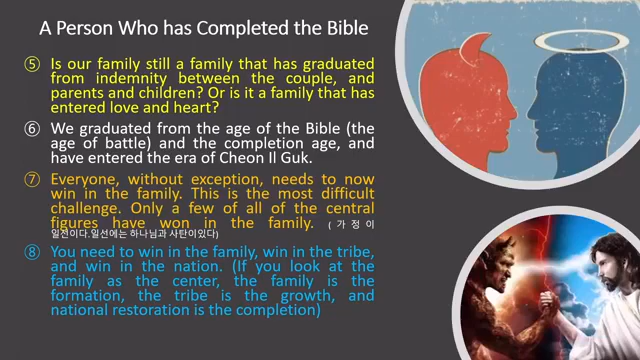 A Person Who has Completed the Bible
⑤ Is our family still a family that has graduated
from indemnity between the couple, and
parents and children? Or is it a family that has
entered love and heart?
⑥ We graduated from the age of the Bible (the
age of battle) and the completion age, and
have entered the era of Cheon Il Guk.
⑦ Everyone, without exception, needs to now
win in the family. This is the most difficult
challenge. Only a few of all of the central
figures have won in the family. (가정이
일선이다.일선에는 하나님과 사탄이있다)
⑧ You need to win in the family, win in the tribe,
and win in the nation. (If you look at the
family as the center, the family is the
formation, the tribe is the growth, and
national restoration is the completion)